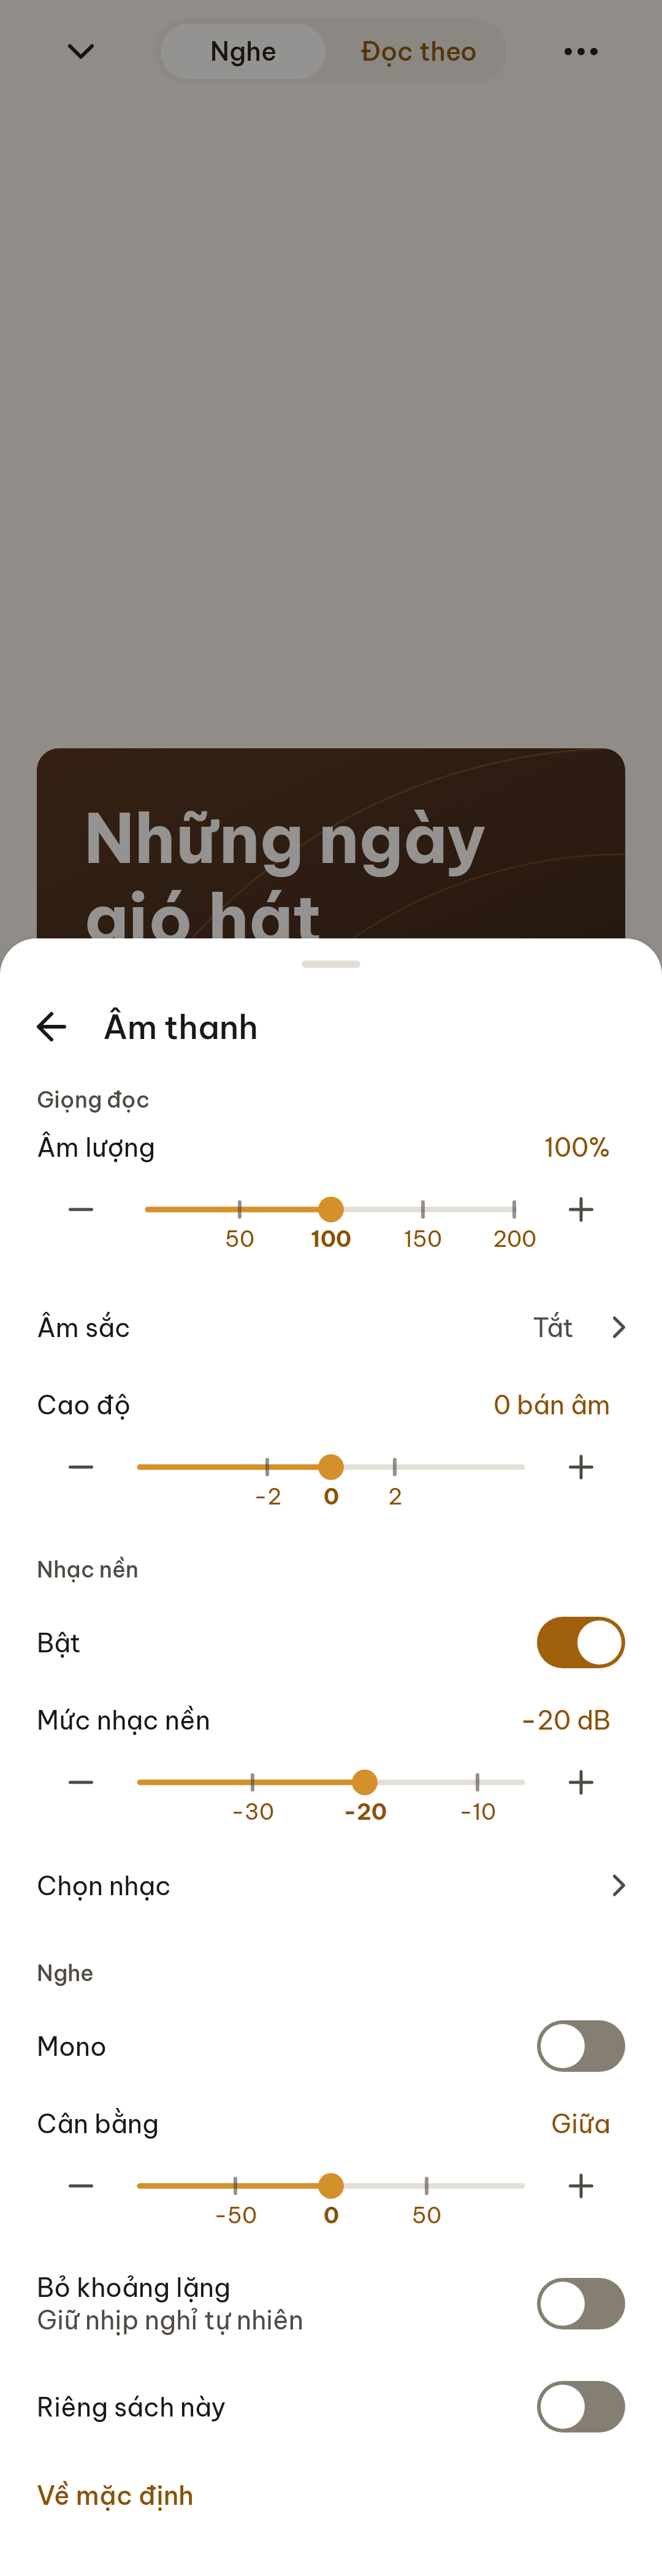 Nghe
Đọc theo
Những ngày
gió hát
Âm thanh
Giọng đọc
Âm lượng
100%
50
100
150
200
Âm sắc
Tắt
Cao độ
0 bán âm
-2
0
2
Nhạc nền
Bật
Mức nhạc nền
-20 dB
-30
-20
-10
Chọn nhạc
Nghe
Mono
Cân bằng
Giữa
-50
0
50
Bỏ khoảng lặng
Giữ nhịp nghỉ tự nhiên
Riêng sách này
Về mặc định